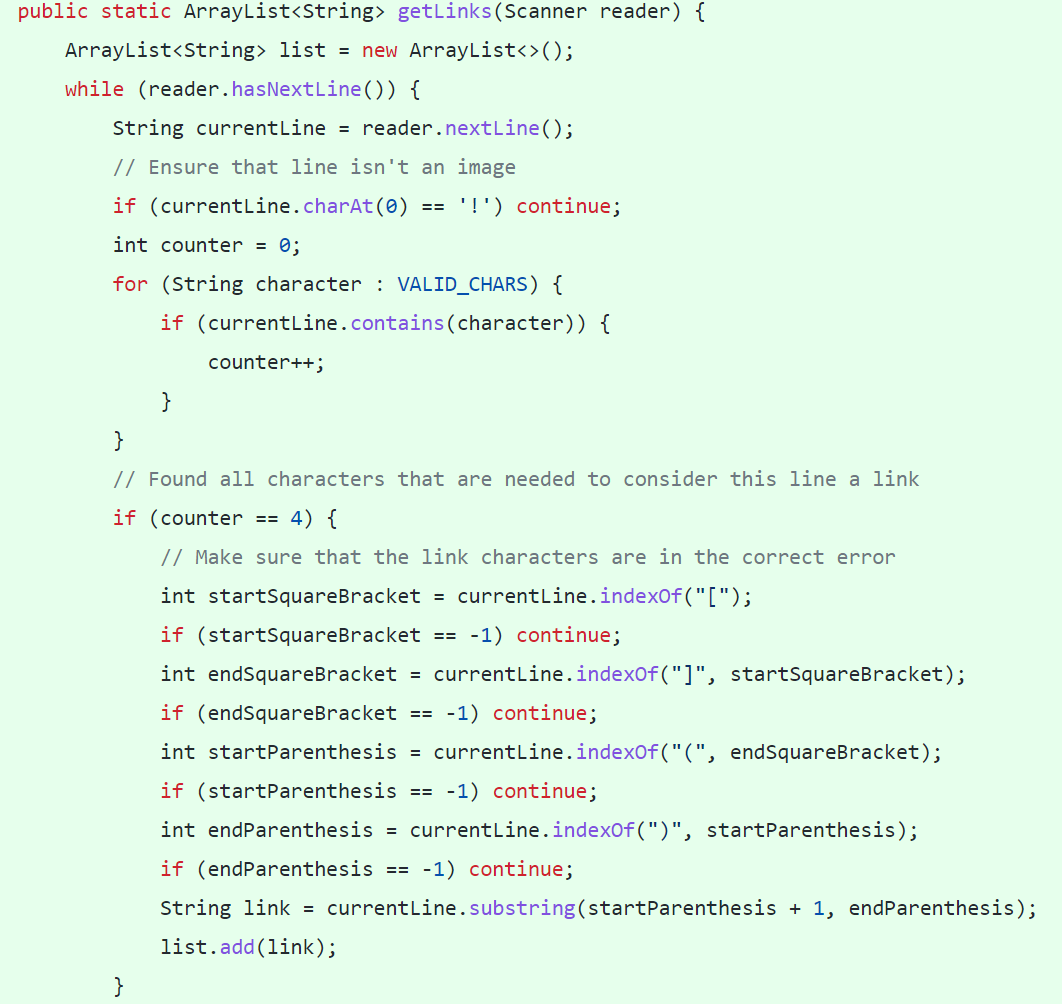 public static ArrayList<String> getLinks(Scanner reader) {
    ArrayList<String> list = new ArrayList<>();
    while (reader.hasNextLine()) {
        String currentLine = reader.nextLine();
        // Ensure that line isn't an image
        if (currentLine.charAt(0) == '!') continue;
        int counter = 0;
        for (String character : VALID_CHARS) {
            if (currentLine.contains(character)) {
                counter++;
            }
        }
        // Found all characters that are needed to consider this line a link
        if (counter == 4) {
            // Make sure that the link characters are in the correct error
            int startSquareBracket = currentLine.indexOf("[");
            if (startSquareBracket == -1) continue;
            int endSquareBracket = currentLine.indexOf("]", startSquareBracket);
            if (endSquareBracket == -1) continue;
            int startParenthesis = currentLine.indexOf("(", endSquareBracket);
            if (startParenthesis == -1) continue;
            int endParenthesis = currentLine.indexOf(")", startParenthesis);
            if (endParenthesis == -1) continue;
            String link = currentLine.substring(startParenthesis + 1, endParenthesis);
            list.add(link);
        }